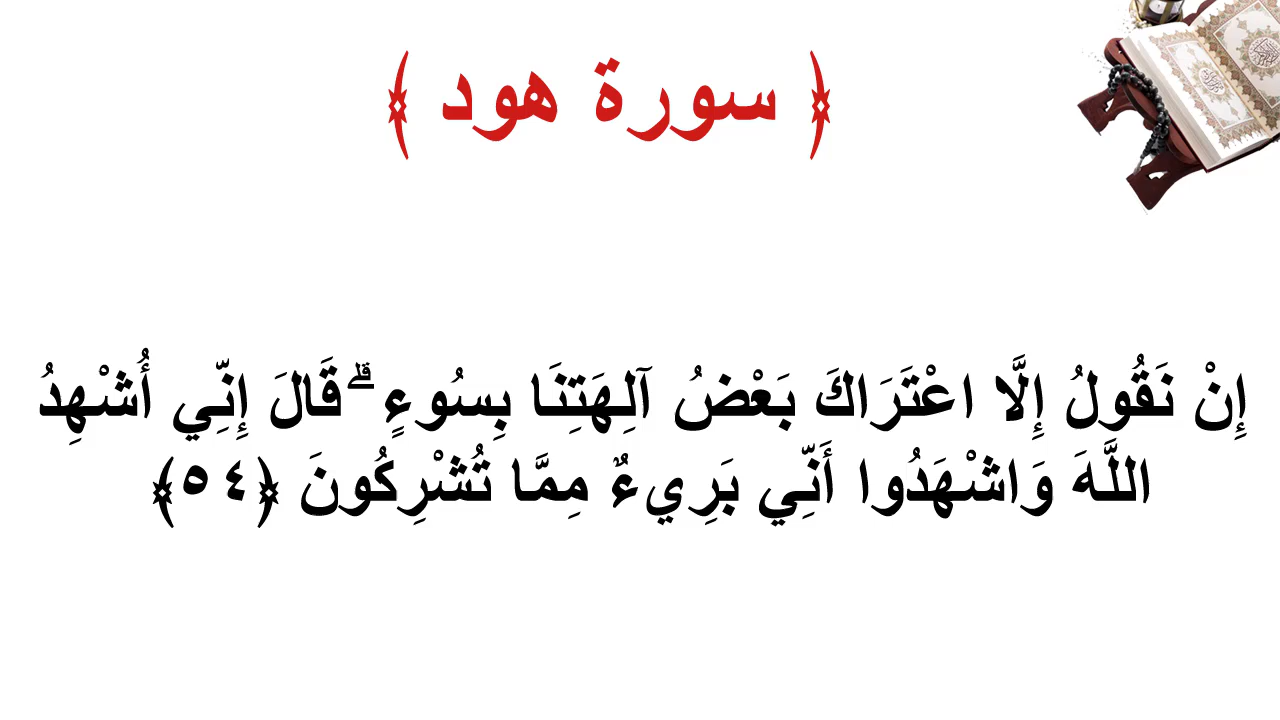 ﴿ سورة هود ﴾
إِنْ نَقُولُ إِلَّا اعْتَرَاكَ بَعْضُ آلِهَتِنَا بِسُوءٍ ۗ قَالَ إِنِّي أُشْهِدُ
اللَّهَ وَاشْهَدُوا أَنِّي بَرِيءٌ مِمَّا تُشْرِكُونَ ﴿٥٤﴾